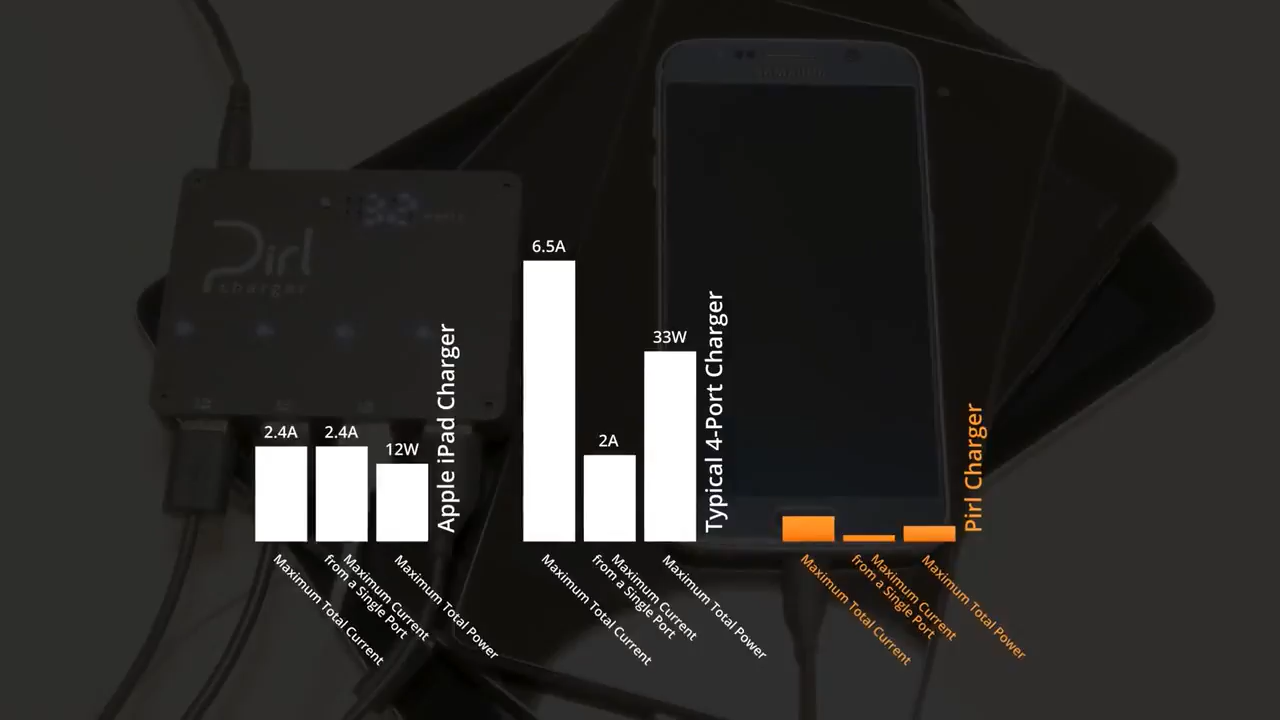 SAMSUNG
32
Pirl
charger
6.5A
33W
2.4A
2.4A
12W
2A
Apple iPad Charger
Typical 4-Port Charger
Pirl Charger
Maximum Total Current
Maximum Current
from a Single Port
Maximum Total Power
Maximum Total Current
Maximum Current
from a Single Port
Maximum Total Power
Maximum Total Current
Maximum Current
from a Single Port
Maximum Total Power